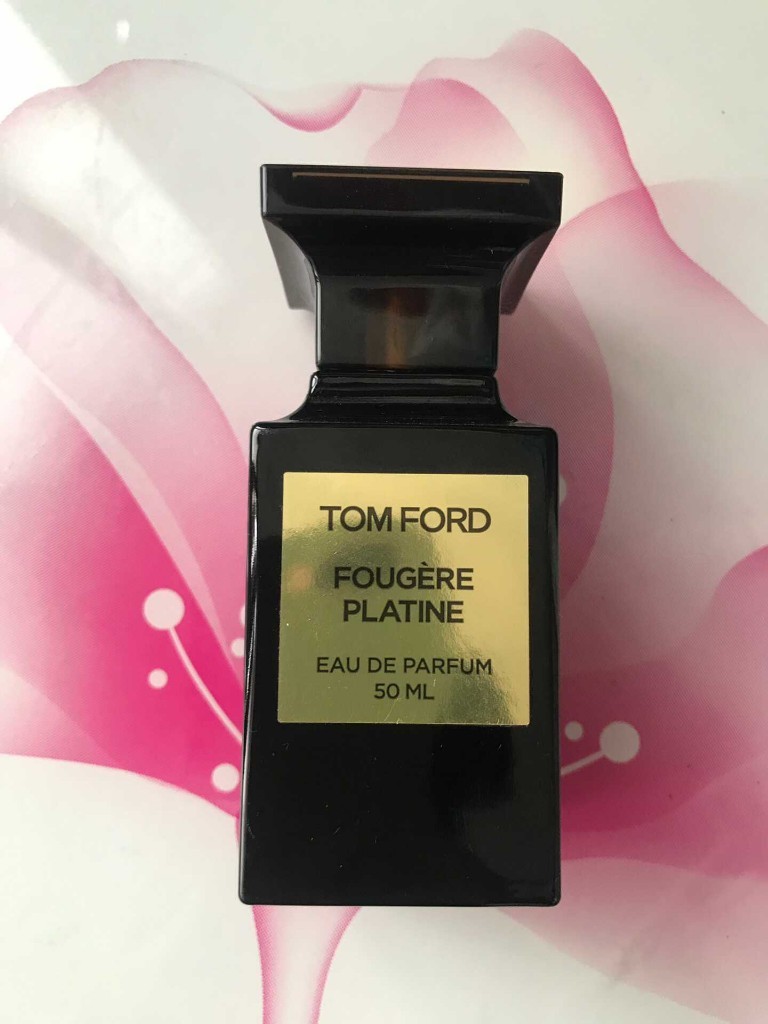 TOM FORD
FOUGÈRE
PLATINE
EAU DE PARFUM
50 ML